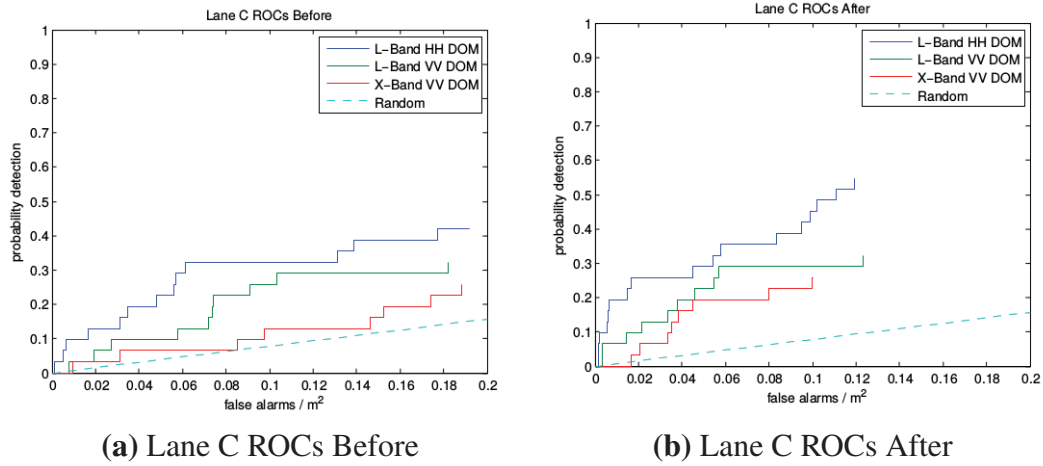 Lane C ROCs Before
1
0.9
0.8
0.7
0.6
0.5
0.4
0.3
0.2
0.1
0
probability detection
L-Band HH DOM
L-Band VV DOM
X-Band VV DOM
Random
0 0.02 0.04 0.06 0.08 0.1 0.12 0.14 0.16 0.18 0.2
false alarms / m²
(a) Lane C ROCs Before
Lane C ROCs After
1
0.9
0.8
0.7
0.6
0.5
0.4
0.3
0.2
0.1
0
probability detection
L-Band HH DOM
L-Band VV DOM
X-Band VV DOM
Random
0 0.02 0.04 0.06 0.08 0.1 0.12 0.14 0.16 0.18 0.2
false alarms / m²
(b) Lane C ROCs After